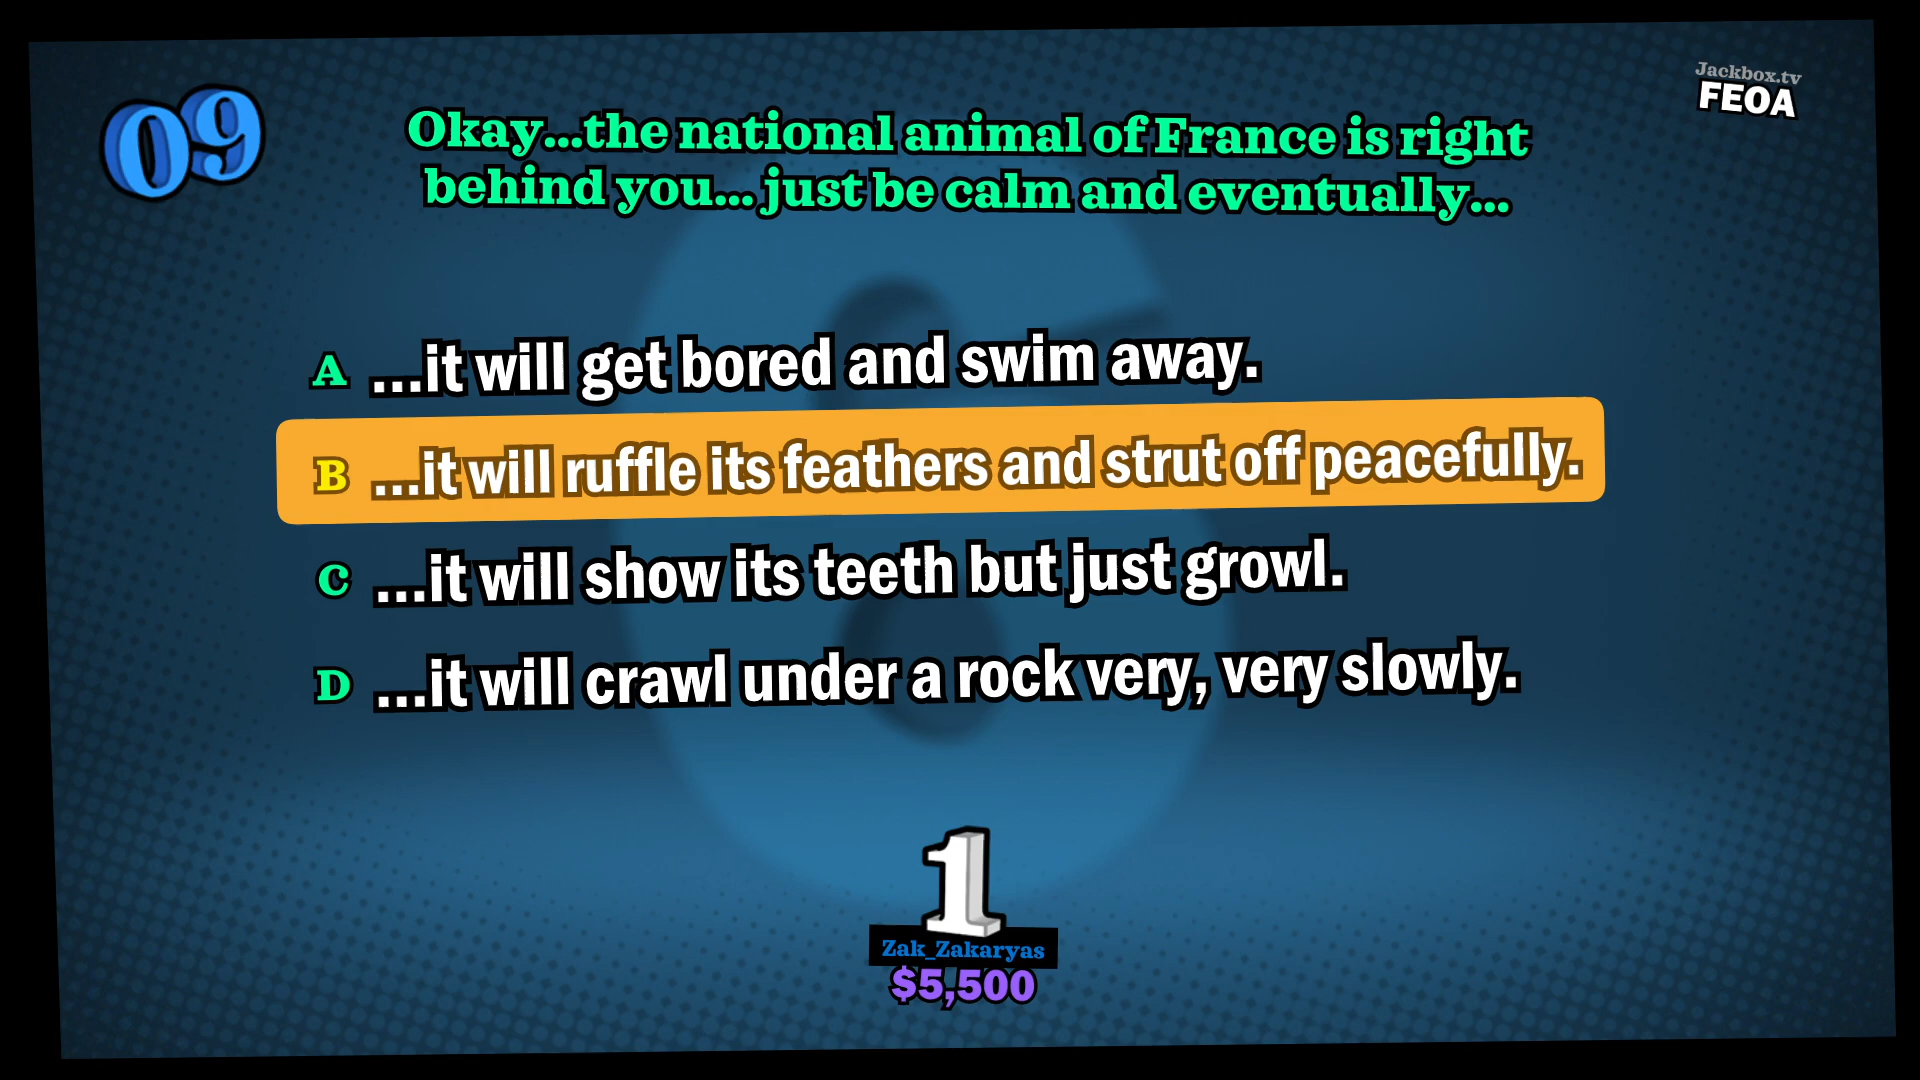 09
Jackbox.tv
FEOA
Okay...the national animal of France is right
behind you... just be calm and eventually...
A ...it will get bored and swim away.
B ...it will ruffle its feathers and strut off peacefully.
C ...it will show its teeth but just growl.
D ...it will crawl under a rock very, very slowly.
1
Zak_Zakaryas
$5,500